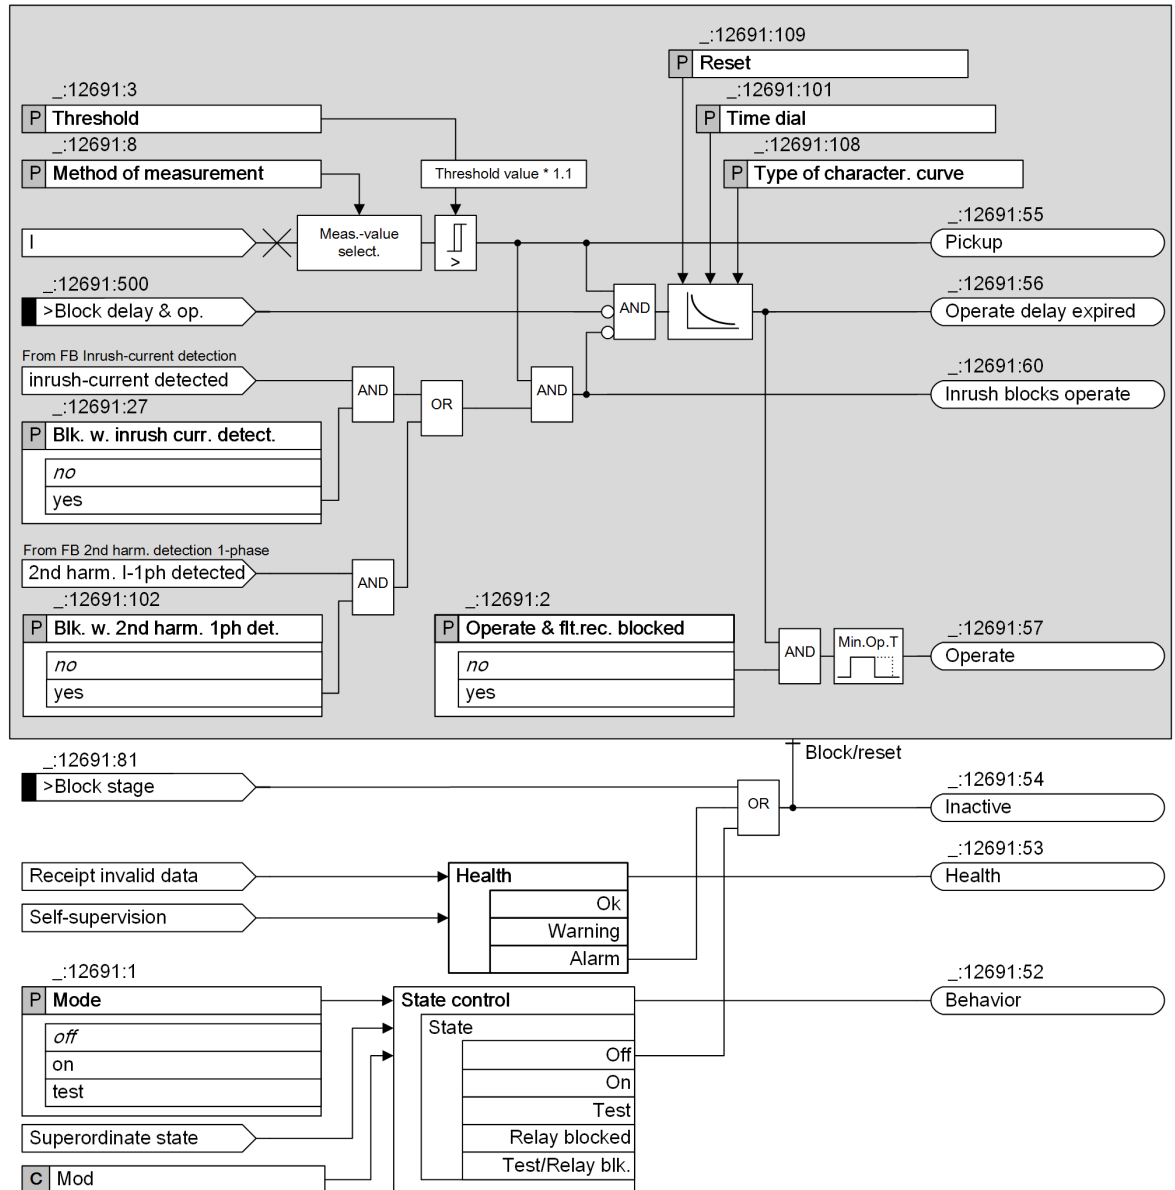 _:12691:109
P Reset
_:12691:3
_:12691:101
P Threshold
P Time dial
_:12691:8
_:12691:108
P Method of measurement
Threshold value * 1.1
P Type of character. curve
_:12691:55
I
Meas.-value
select.
>
Pickup
_:12691:500
_:12691:56
>Block delay & op.
AND
Operate delay expired
From FB Inrush-current detection
_:12691:60
inrush-current detected
AND
OR
AND
Inrush blocks operate
_:12691:27
P Blk. w. inrush curr. detect.
no
yes
From FB 2nd harm. detection 1-phase
2nd harm. I-1ph detected
AND
_:12691:102
_:12691:2
P Blk. w. 2nd harm. 1ph det.
P Operate & flt.rec. blocked
_:12691:57
no
no
AND
Min.Op.T
Operate
yes
yes
_:12691:81
Block/reset
>Block stage
_:12691:54
OR
Inactive
_:12691:53
Receipt invalid data
Health
Health
Ok
Self-supervision
Warning
Alarm
_:12691:1
_:12691:52
P Mode
State control
Behavior
off
State
on
Off
test
On
Test
Superordinate state
Relay blocked
Test/Relay blk.
C Mod